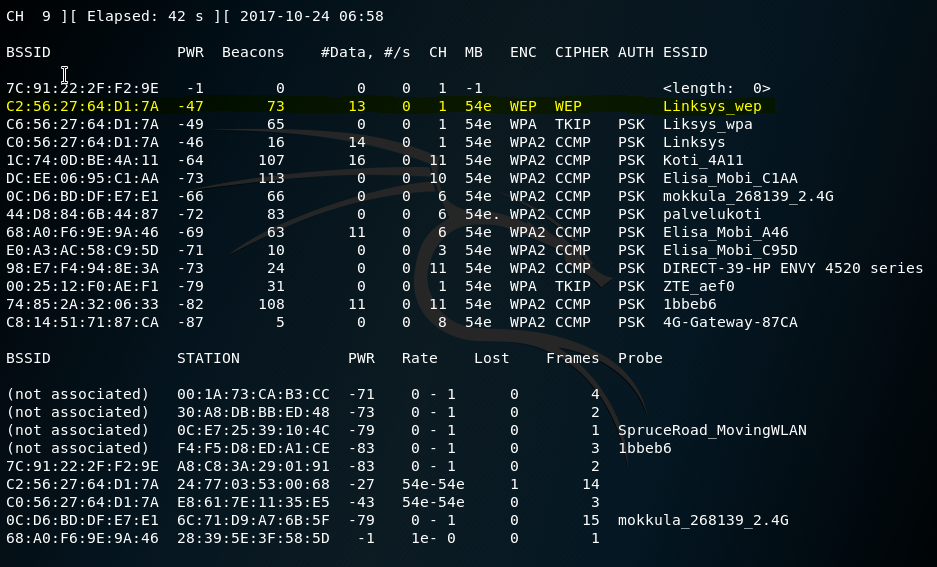 CH  9 ][ Elapsed: 42 s ][ 2017-10-24 06:58
BSSID              PWR  Beacons    #Data, #/s  CH  MB   ENC  CIPHER AUTH ESSID
7C:91:22:2F:F2:9E   -1        0        0    0   1  -1                    <length:  0>
C2:56:27:64:D1:7A  -47       73       13    0   1  54e  WEP  WEP         Linksys_wep
C6:56:27:64:D1:7A  -49       65        0    0   1  54e  WPA  TKIP   PSK  Liksys_wpa
C0:56:27:64:D1:7A  -46       16       14    0   1  54e  WPA2 CCMP   PSK  Linksys
1C:74:0D:BE:4A:11  -64      107       16    0  11  54e  WPA2 CCMP   PSK  Koti_4A11
DC:EE:06:95:C1:AA  -73      113        0    0  10  54e  WPA2 CCMP   PSK  Elisa_Mobi_C1AA
0C:D6:BD:DF:E7:E1  -66       66        0    0   6  54e  WPA2 CCMP   PSK  mokkula_268139_2.4G
44:D8:84:6B:44:87  -72       83        0    0   6  54e. WPA2 CCMP   PSK  palvelukoti
68:A0:F6:9E:9A:46  -69       63       11    0   6  54e  WPA2 CCMP   PSK  Elisa_Mobi_A46
E0:A3:AC:58:C9:5D  -71       10        0    0   3  54e  WPA2 CCMP   PSK  Elisa_Mobi_C95D
98:E7:F4:94:8E:3A  -73       24        0    0  11  54e  WPA2 CCMP   PSK  DIRECT-39-HP ENVY 4520 series
00:25:12:F0:AE:F1  -79       31        0    0   1  54e  WPA  TKIP   PSK  ZTE_aef0
74:85:2A:32:06:33  -82      108       11    0  11  54e  WPA2 CCMP   PSK  1bbeb6
C8:14:51:71:87:CA  -87        5        0    0   8  54e  WPA2 CCMP   PSK  4G-Gateway-87CA
BSSID              STATION            PWR   Rate    Lost    Frames  Probe
(not associated)   00:1A:73:CA:B3:CC  -71    0 - 1      0        4
(not associated)   30:A8:DB:BB:ED:48  -73    0 - 1      0        2
(not associated)   0C:E7:25:39:10:4C  -79    0 - 1      0        1  SpruceRoad_MovingWLAN
(not associated)   F4:F5:D8:ED:A1:CE  -83    0 - 1      0        3  1bbeb6
7C:91:22:2F:F2:9E  A8:C8:3A:29:01:91  -83    0 - 1      0        2
C2:56:27:64:D1:7A  24:77:03:53:00:68  -27   54e-54e     1       14
C0:56:27:64:D1:7A  E8:61:7E:11:35:E5  -43   54e-54e     0        3
0C:D6:BD:DF:E7:E1  6C:71:D9:A7:6B:5F  -79    0 - 1      0       15  mokkula_268139_2.4G
68:A0:F6:9E:9A:46  28:39:5E:3F:58:5D   -1    1e- 0      0        1